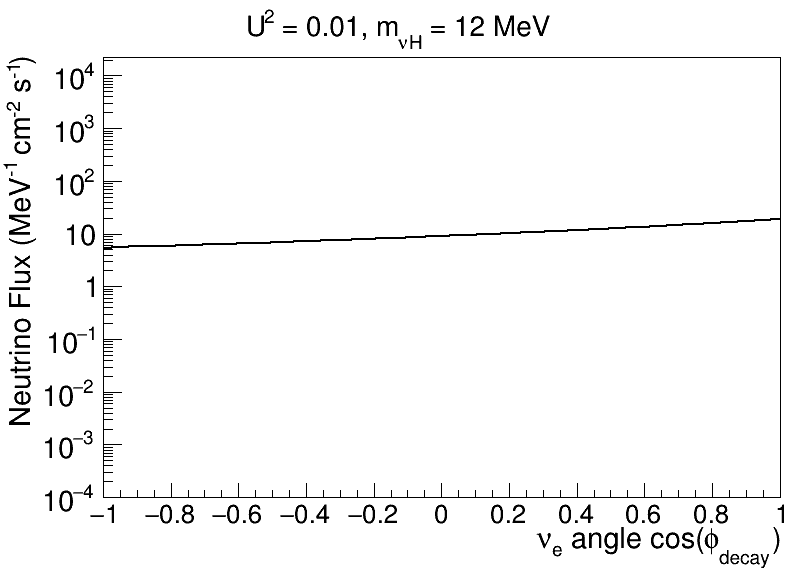 U² = 0.01, m_νH = 12 MeV
Neutrino Flux (MeV⁻¹ cm⁻² s⁻¹)
10⁴
10³
10²
10
1
10⁻¹
10⁻²
10⁻³
10⁻⁴
−1 −0.8 −0.6 −0.4 −0.2 0 0.2 0.4 0.6 0.8 1
ν_e angle cos(ϕ_decay)